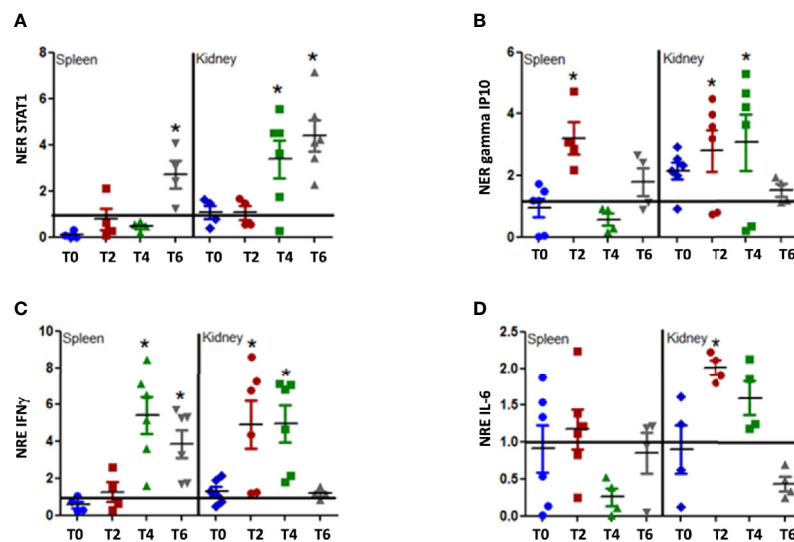 A
NER STAT1
8
6
4
2
0
Spleen
Kidney
*
*
*
T0 T2 T4 T6 T0 T2 T4 T6
B
NER gamma IP10
6
4
2
0
Spleen
Kidney
*
*
*
T0 T2 T4 T6 T0 T2 T4 T6
C
NRE IFNγ
10
8
6
4
2
0
Spleen
Kidney
*
*
*
*
T0 T2 T4 T6 T0 T2 T4 T6
D
NRE IL-6
2.5
2.0
1.5
1.0
0.5
0.0
Spleen
Kidney
*
T0 T2 T4 T6 T0 T2 T4 T6